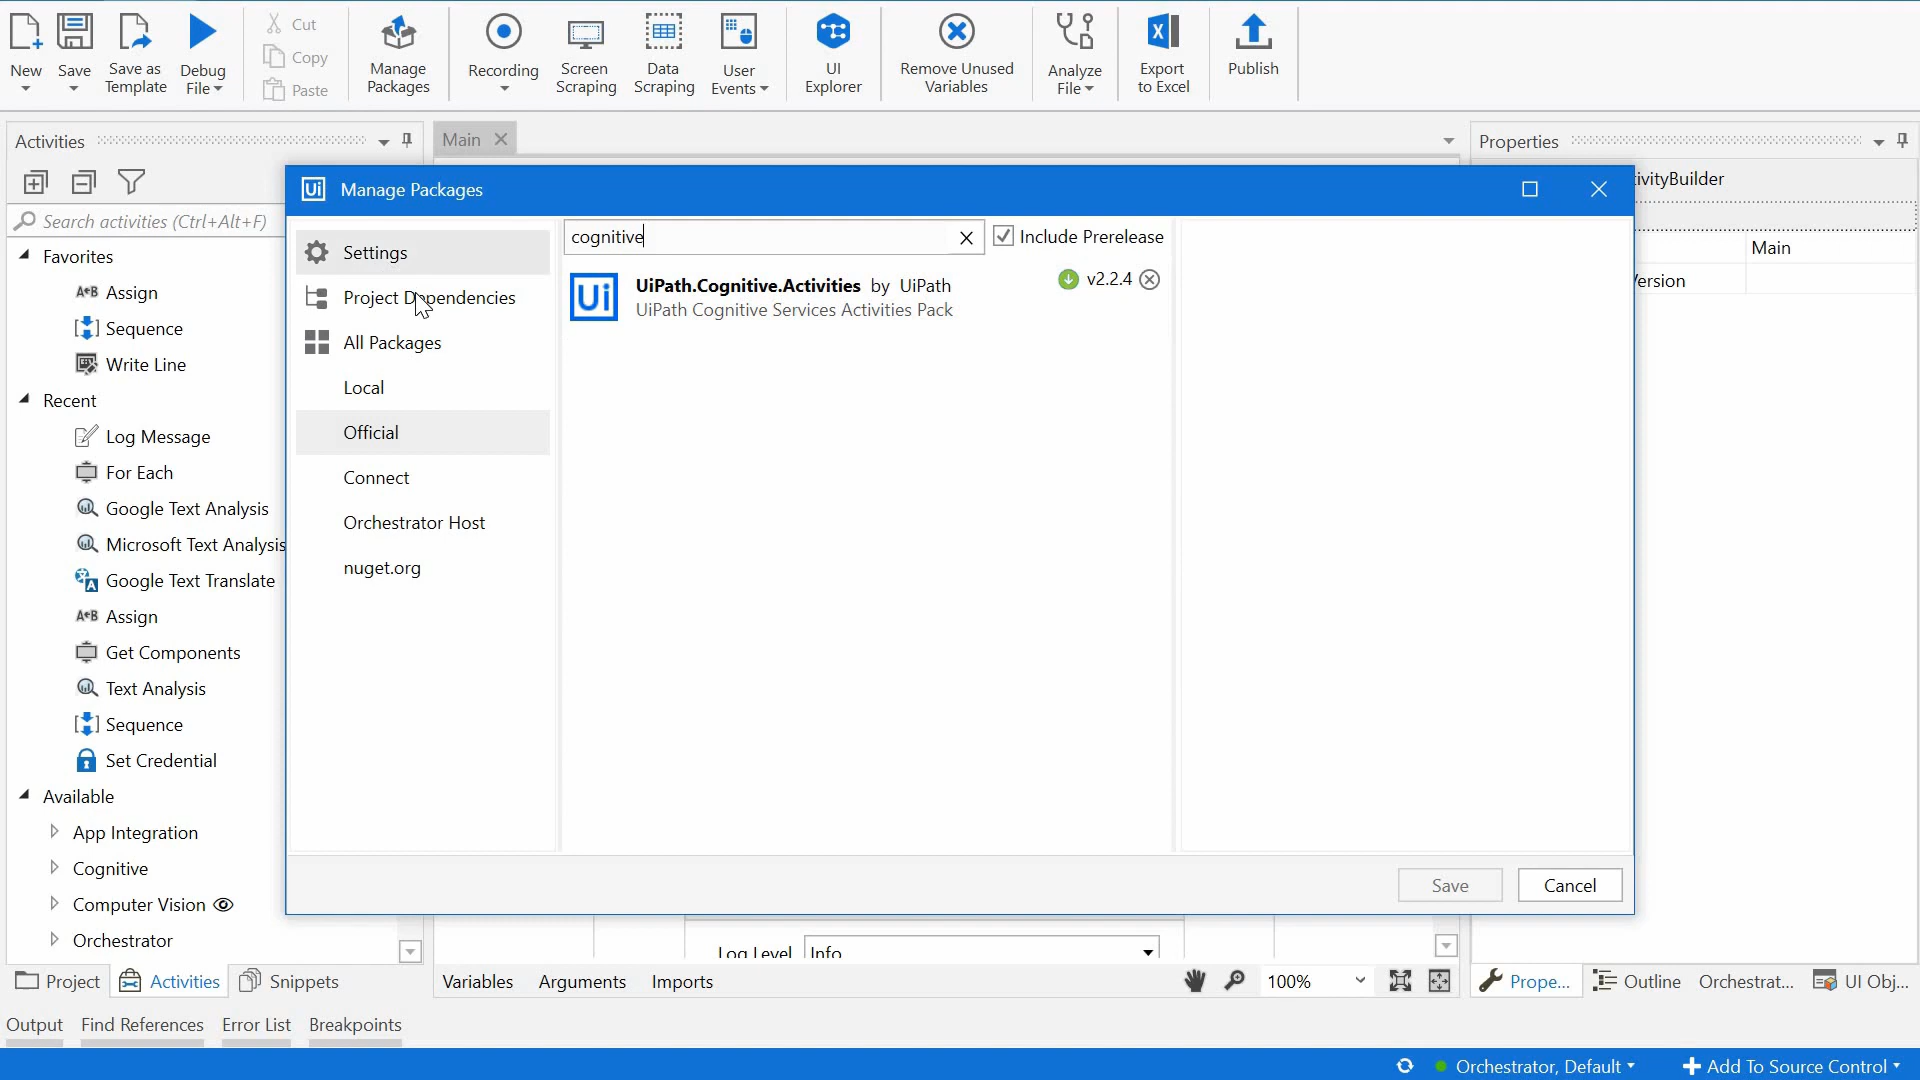 New
Save
Save as
Template
Debug
File
Cut
Copy
Paste
Manage
Packages
Recording
Screen
Scraping
Data
Scraping
User
Events
UI
Explorer
Remove Unused
Variables
Analyze
File
Export
to Excel
Publish
Activities
Main
Properties
Search activities (Ctrl+Alt+F)
Favorites
Assign
Sequence
Write Line
Recent
Log Message
For Each
Google Text Analysis
Microsoft Text Analysis
Google Text Translate
Assign
Get Components
Text Analysis
Sequence
Set Credential
Available
App Integration
Cognitive
Computer Vision
Orchestrator
Ui Manage Packages
Settings
Project Dependencies
All Packages
Local
Official
Connect
Orchestrator Host
nuget.org
cognitive
Include Prerelease
Ui
UiPath.Cognitive.Activities by UiPath
v2.2.4
UiPath Cognitive Services Activities Pack
Save
Cancel
ivityBuilder
Main
Version
Log Level Info
Project
Activities
Snippets
Variables
Arguments
Imports
100%
Prope...
Outline
Orchestrat...
UI Obj...
Output
Find References
Error List
Breakpoints
Orchestrator, Default
Add To Source Control